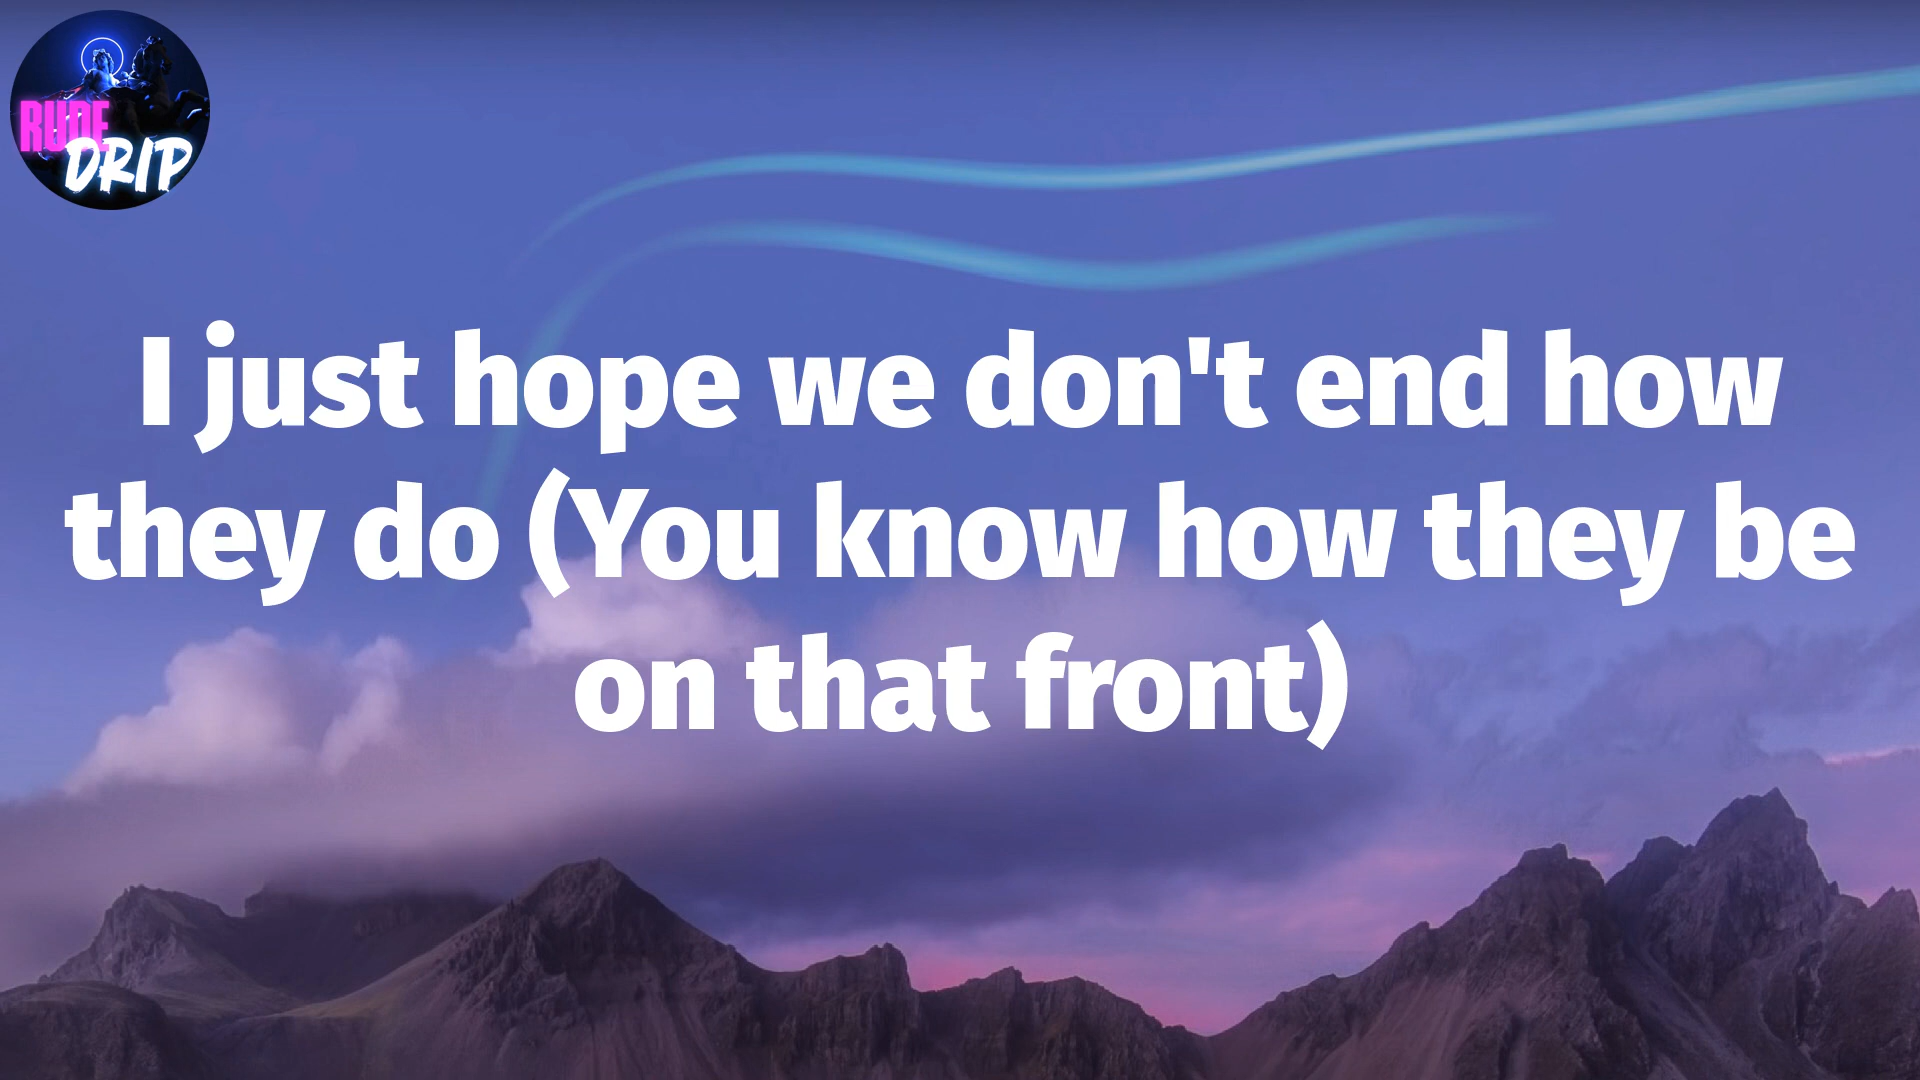 RUDE
DRIP
I just hope we don't end how
they do (You know how they be
on that front)